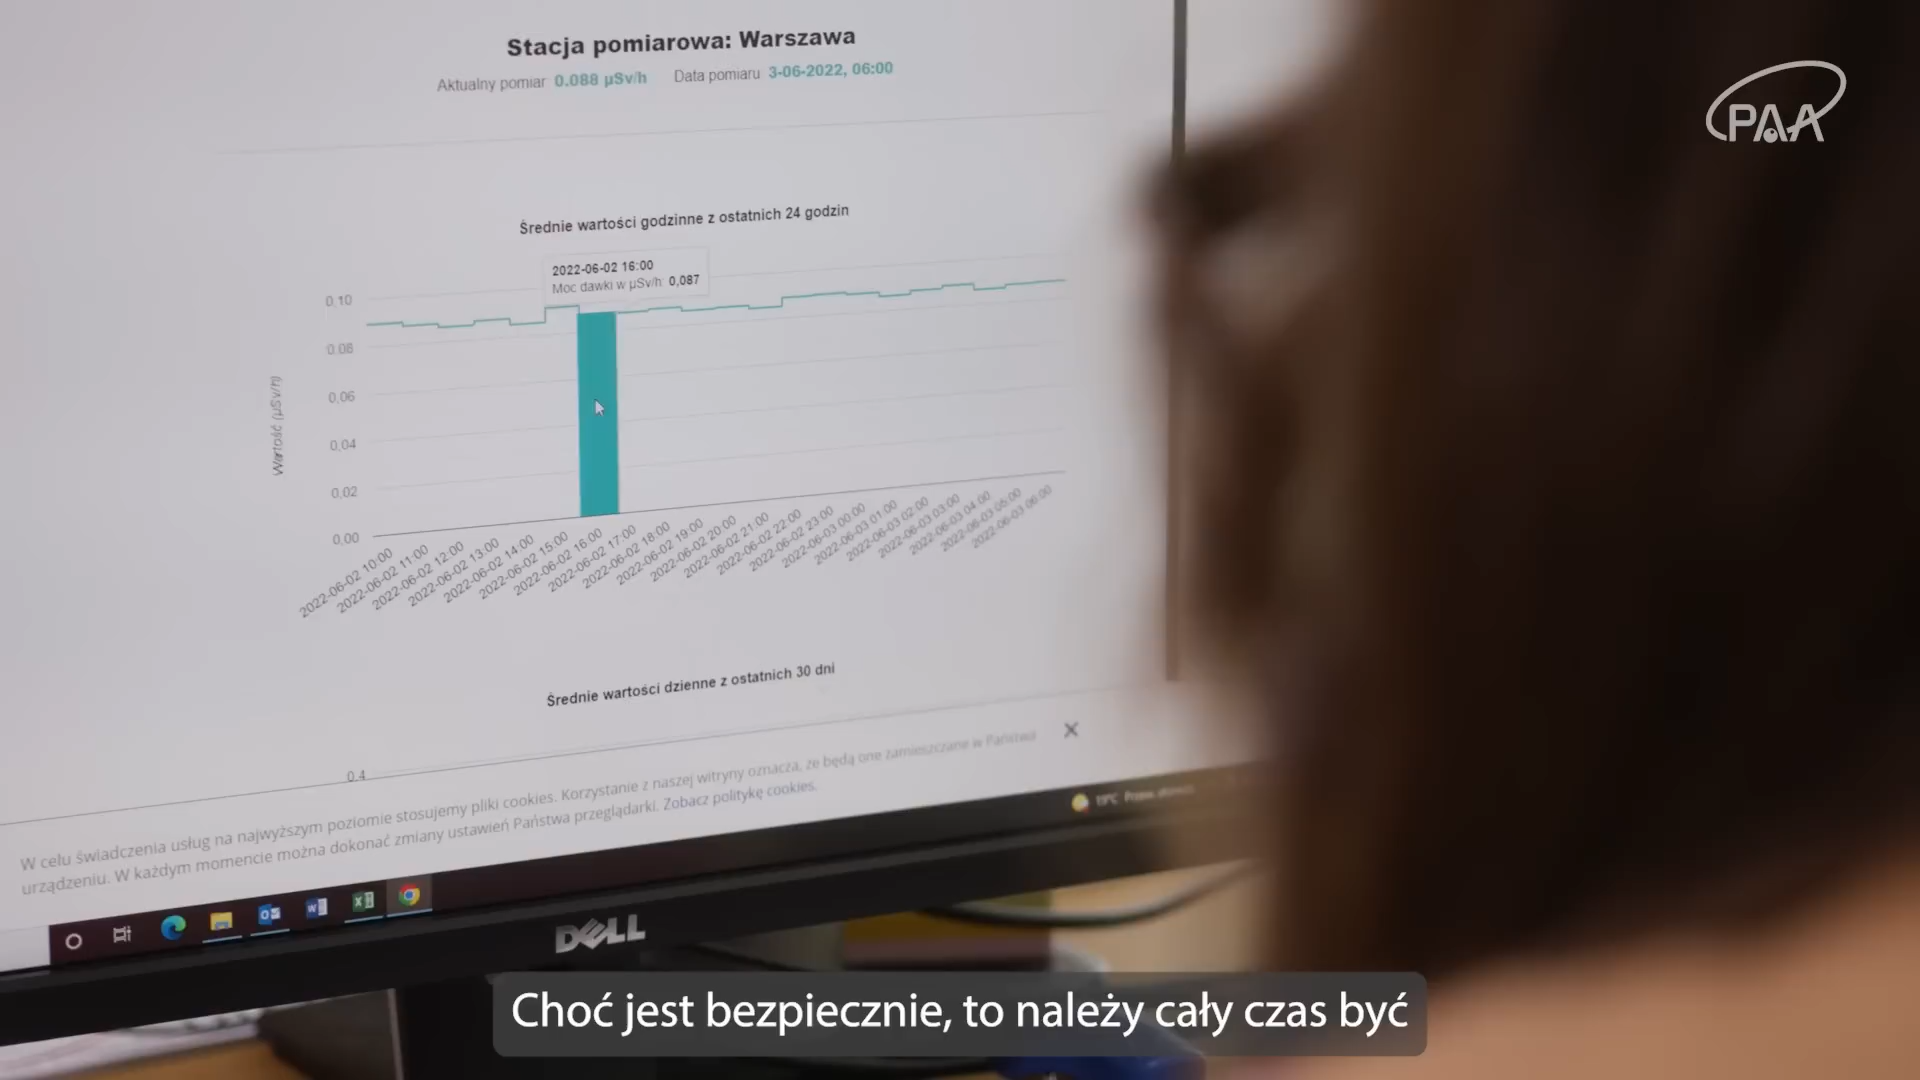 Stacja pomiarowa: Warszawa
Aktualny pomiar 0.088 µSv/h Data pomiaru 3-06-2022, 06:00
PAA
Średnie wartości godzinne z ostatnich 24 godzin
2022-06-02 16:00
Moc dawki w µSv/h: 0,087
0,10
0,08
0,06
0,04
0,02
0,00
Wartość (µSv/h)
2022-06-02 10:00
2022-06-02 11:00
2022-06-02 12:00
2022-06-02 13:00
2022-06-02 14:00
2022-06-02 15:00
2022-06-02 16:00
2022-06-02 17:00
2022-06-02 18:00
2022-06-02 19:00
2022-06-02 20:00
2022-06-02 21:00
2022-06-02 22:00
2022-06-02 23:00
2022-06-03 00:00
2022-06-03 01:00
2022-06-03 02:00
2022-06-03 03:00
2022-06-03 04:00
2022-06-03 05:00
2022-06-03 06:00
Średnie wartości dzienne z ostatnich 30 dni
0.4
W celu świadczenia usług na najwyższym poziomie stosujemy pliki cookies. Korzystanie z naszej witryny oznacza, że będą one zamieszczane w Państwa
urządzeniu. W każdym momencie można dokonać zmiany ustawień Państwa przeglądarki. Zobacz politykę cookies.
DELL
Choć jest bezpiecznie, to należy cały czas być